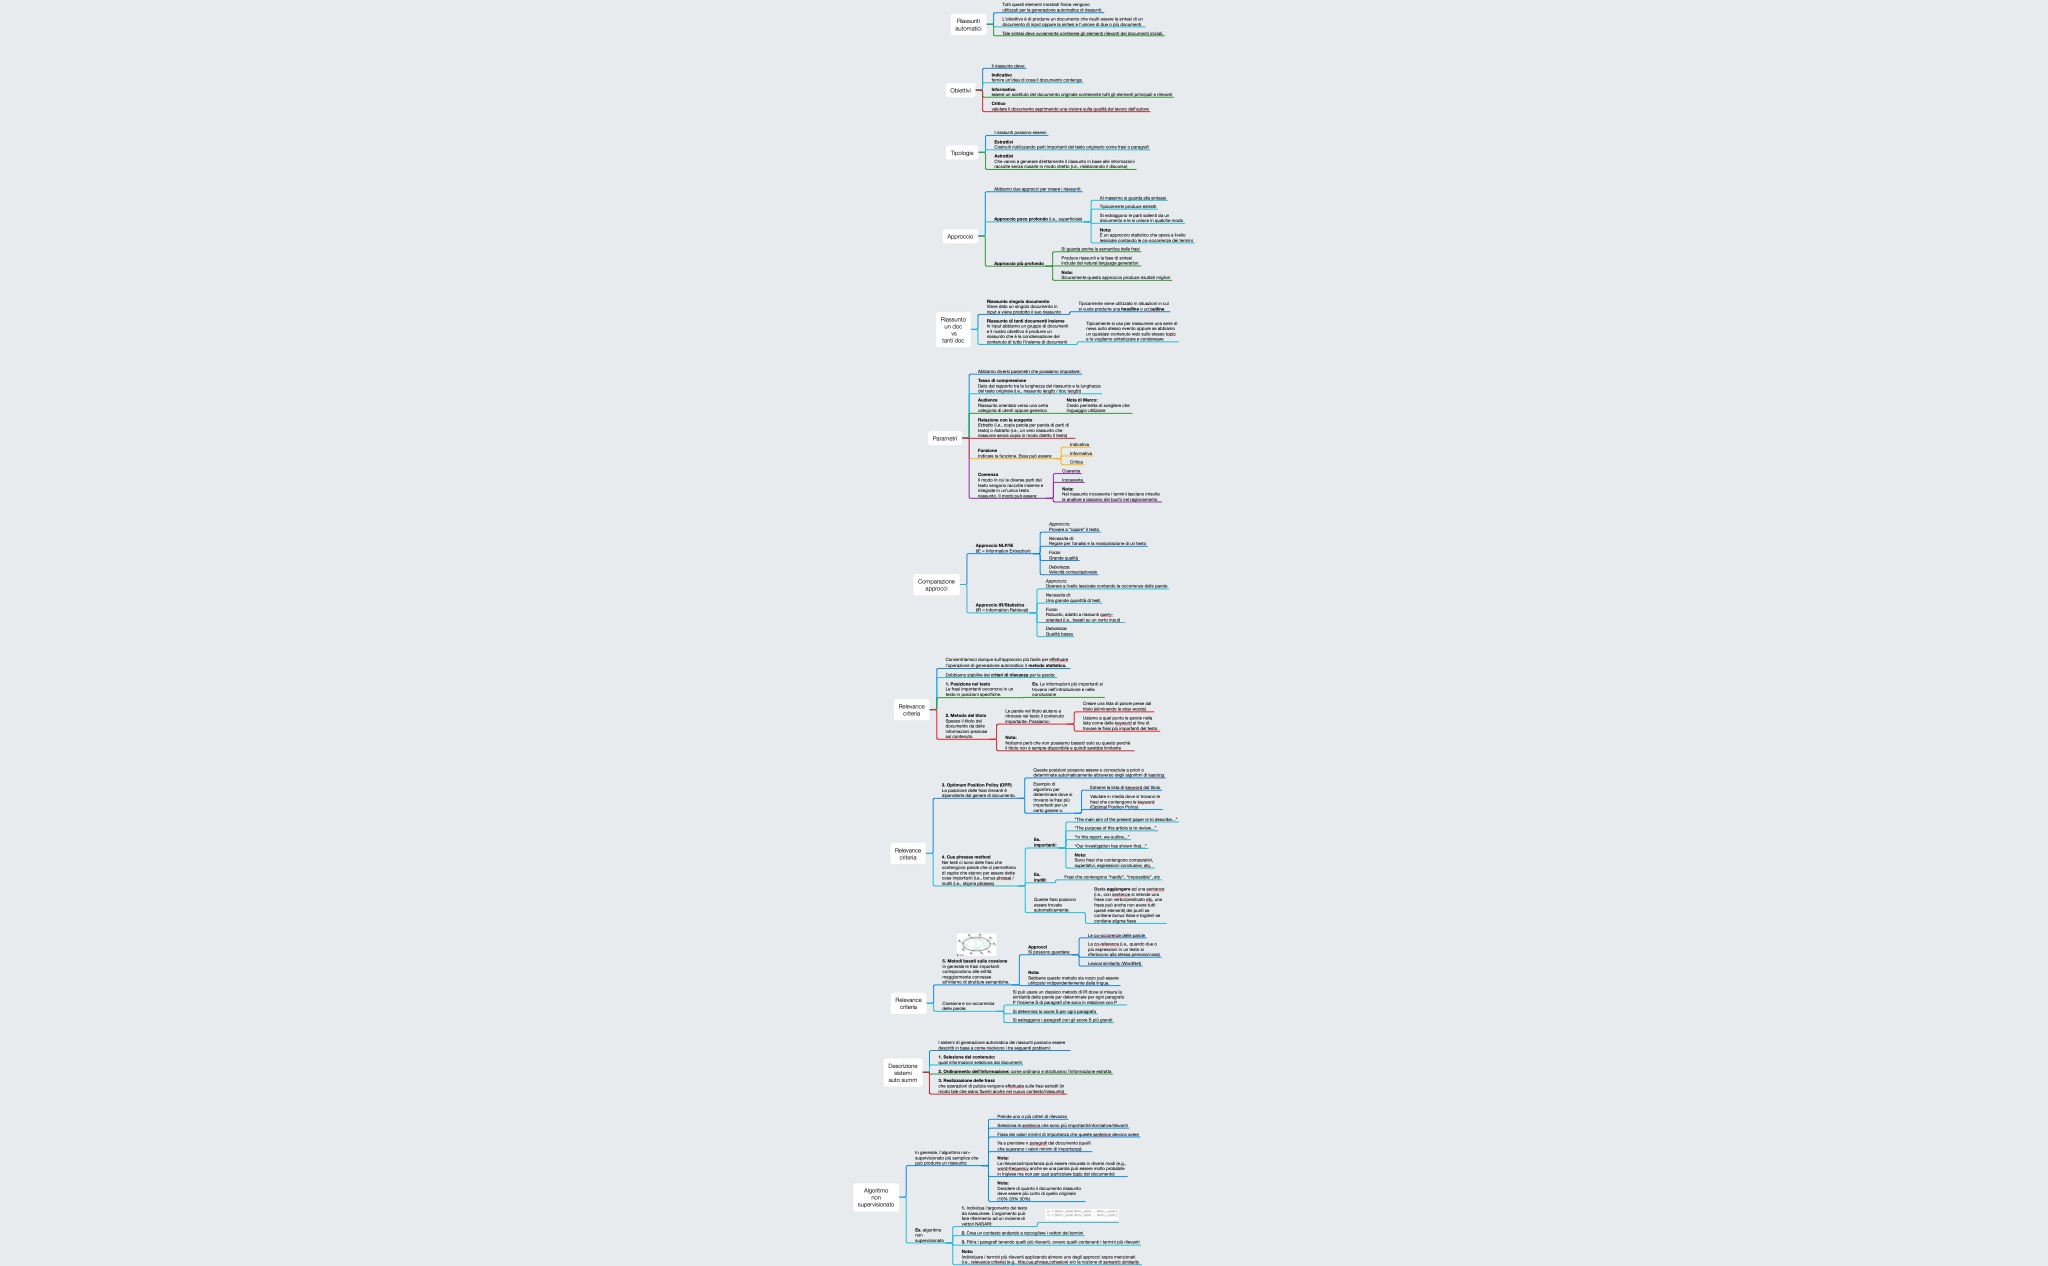 Riassunti
automatici
Tutti questi elementi mostrati finora vengono
utilizzati per la generazione automatica di riassunti.
L'obiettivo è di produrre un documento che risulti essere la sintesi di un
documento di input oppure la sintesi e l'unione di due o più documenti.
Tale sintesi deve ovviamente contenere gli elementi rilevanti dei documenti iniziali.
Obiettivi
Il riassunto deve:
Indicativo
fornire un'idea di cosa il documento contenga
Informativo
essere un sostituto del documento originale contenente tutti gli elementi principali e rilevanti
Critico
valutare il documento esprimendo una visione sulla qualità del lavoro dell'autore
Tipologie
I riassunti possono essere:
Estrattivi
Costruiti riutilizzando parti importanti del testo originario come frasi o paragrafi
Astrattivi
Che vanno a generare direttamente il riassunto in base alle informazioni
raccolte senza riusarle in modo diretto (i.e., rielaborando il discorso)
Approccio
Abbiamo due approcci per creare i riassunti:
Approccio poco profondo (i.e., superficiale)
Al massimo si guarda alla sintassi
Tipicamente produce estratti
Si estraggono le parti salienti da un
documento e le si unisce in qualche modo
Nota:
È un approccio statistico che opera a livello
lessicale contando le co-occorrenze dei termini
Approccio più profondo
Si guarda anche la semantica delle frasi
Produce riassunti e la fase di sintesi
include del natural language generation
Nota:
Sicuramente questo approccio produce risultati migliori
Riassunto
un doc
vs
tanti doc
Riassunto singolo documento
Viene dato un singolo documento in
input e viene prodotto il suo riassunto.
Tipicamente viene utilizzato in situazioni in cui
si vuole produrre una headline o un'outline.
Riassunto di tanti documenti insieme
In input abbiamo un gruppo di documenti
e il nostro obiettivo è produrre un
riassunto che è la condensazione del
contenuto di tutto l'insieme di documenti
Tipicamente si usa per riassumere una serie di
news sullo stesso evento oppure se abbiamo
un qualsiasi contenuto web sullo stesso topic
e lo vogliamo sintetizzare e condensare
Parametri
Abbiamo diversi parametri che possiamo impostare:
Tasso di compressione
Dato dal rapporto tra la lunghezza del riassunto e la lunghezza
del testo originale (i.e., riassunto length / doc length)
Audience
Riassunto orientato verso una certa
categoria di utenti oppure generico
Nota di Marco:
Credo permetta di scegliere che
linguaggio utilizzare
Relazione con la sorgente
Estratto (i.e., copia parola per parola di parti di
testo) o Astratto (i.e., un vero riassunto che
riassume senza copia in modo diretto il testo)
Funzione
Indicare la funzione. Essa può essere:
Indicativa
Informativa
Critica
Coerenza
Il modo in cui le diverse parti del
testo vengono raccolte insieme e
integrate in un'unico testo
riassunto. Il modo può essere:
Coerente
Incoerente
Nota:
Nel riassunto incoerente i termini lasciano irrisolte
le anafore e lasciano dei buchi nel ragionamento
Comparazione
approcci
Approccio NLP/IE
(IE = Information Extraction)
Approccio:
Provare a "capire" il testo
Necessita di:
Regole per l'analisi e la manipolazione di un testo
Forza:
Grande qualità
Debolezza:
Velocità computazionale
Approccio IR/Statistico
(IR = Information Retrieval)
Approccio:
Operare a livello lessicale contando le occorrenze delle parole
Necessita di:
Una grande quantità di testi
Forza:
Robusto, adatto a riassunti query-
oriented (i.e., basati su un certo input)
Debolezza:
Qualità bassa
Relevance
criteria
Concentriamoci dunque sull'approccio più facile per effettuare
l'operazione di generazione automatica: il metodo statistico.
Dobbiamo stabilire dei criteri di rilevanza per le parole:
1. Posizione nel testo
Le frasi importanti occorrono in un
testo in posizioni specifiche.
Es. Le informazioni più importanti si
trovano nell'introduzione e nella
conclusione
2. Metodo del titolo
Spesso il titolo del
documento da delle
informazioni preziose
sul contenuto
Le parole nel titolo aiutano a
ritrovare nel testo il contenuto
importante. Possiamo:
Creare una lista di parole prese dal
titolo (eliminando le stop-words)
Usiamo a quel punto le parole nella
lista come delle keyword al fine di
trovare le frasi più importanti del testo.
Nota:
Notiamo però che non possiamo basarci solo su questo perché
il titolo non è sempre disponibile e quindi sarebbe limitante
Relevance
criteria
3. Optimum Position Policy (OPP)
La posizione delle frasi rilevanti è
dipendente dal genere di documento.
Queste posizioni possono essere o conosciute a priori o
determinate automaticamente attraverso degli algoritmi di learning
Esempio di
algoritmo per
determinare dove si
trovano le frasi più
importanti per un
certo genere x:
Estrarre la lista di keyword dal titolo
Valutare in media dove si trovano le
frasi che contengono le keyword
(Optimal Position Policy)
4. Cue phrases method
Nei testi ci sono delle frasi che
contengono parole che ci permettono
di capire che stanno per essere dette
cose importanti (i.e., bonus phrase) /
inutili (i.e., stigma phrases)
Es.
importanti:
"The main aim of the present paper is to describe..."
"The purpose of this article is to review..."
"In this report, we outline..."
"Our investigation has shown that..."
Nota:
Sono frasi che contengono comparativi,
superlativi, espressioni conclusive, etc.
Es.
inutili:
Frasi che contengono "hardly", "impossible", etc.
Queste frasi possono
essere trovate
automaticamente:
Basta aggiungere ad una sentence
(i.e., con sentence si intende una
frase con verbo/predicato etc, una
frase può anche non avere tutti
questi elementi) dei punti se
contiene bonus frase e toglierli se
contiene stigma frase
Relevance
criteria
5. Metodi basati sulla coesione
In generale le frasi importanti
corrispondono alle entità
maggiormente connesse
all'interno di strutture semantiche.
Approcci
Si possono guardare:
Le co-occorenze delle parole
La co-reference (i.e., quando due o
più espressioni in un testo si
riferiscono alla stessa persona/cosa)
Lexical similarity (WordNet)
Nota:
Sebbene questo metodo sia rozzo può essere
utilizzato indipendentemente dalla lingua.
Coesione e co-occorrenza
delle parole:
Si può usare un classico metodo di IR dove si misura la
similarità delle parole per determinare per ogni paragrafo
P l'insieme S di paragrafi che sono in relazione con P
Si determina lo score S per ogni paragrafo
Si estraggono i paragrafi con gli score S più grandi
Descrizione
sistemi
auto summ
I sistemi di generazione automatica dei riassunti possono essere
descritti in base a come risolvono i tre seguenti problemi:
1. Selezione del contenuto:
quali informazioni seleziona dai documenti
2. Ordinamento dell'informazione: come ordinano e strutturano l'informazione estratta
3. Realizzazione delle frasi:
che operazioni di pulizia vengono effettuate sulle frasi estratti (in
modo tale che siano fluenti anche nel nuovo contesto/riassunto)
Algoritmo
non
supervisionato
In generale, l'algoritmo non-
supervisionato più semplice che
può produrre un riassunto:
Prende uno o più criteri di rilevanza
Seleziona le sentence che sono più importanti/informative/rilevanti
Fissa dei valori minimi di importanza che queste sentence devono avere
Va a prendere n paragrafi dal documento (quelli
che superano i valori minimi di importanza)
Nota:
La rilevanza/importanza può essere misurata in diversi modi (e.g.,
word-frequency anche se una parola può essere molto probabile
in inglese ma non per quel particolare topic del documento)
Nota:
Decidere di quanto il documento riassunto
deve essere più corto di quello originale
(10% 20% 30%)
Es. algoritmo
non
supervisionato
1. Individua l'argomento del testo
da riassumere. L'argomento può
fare riferimento ad un insieme di
vettori NASARI:
2. Crea un contesto andando a raccogliere i vettori dei termini
3. Filtra i paragrafi tenendo quelli più rilevanti, ovvero quelli contenenti i termini più rilevanti
Nota:
Individuare i termini più rilevanti applicando almeno uno degli approcci sopra menzionati
(i.e., relevance criteria) (e.g., title,cue,phrase,cohesion) e/o la nozione di semantic similarity